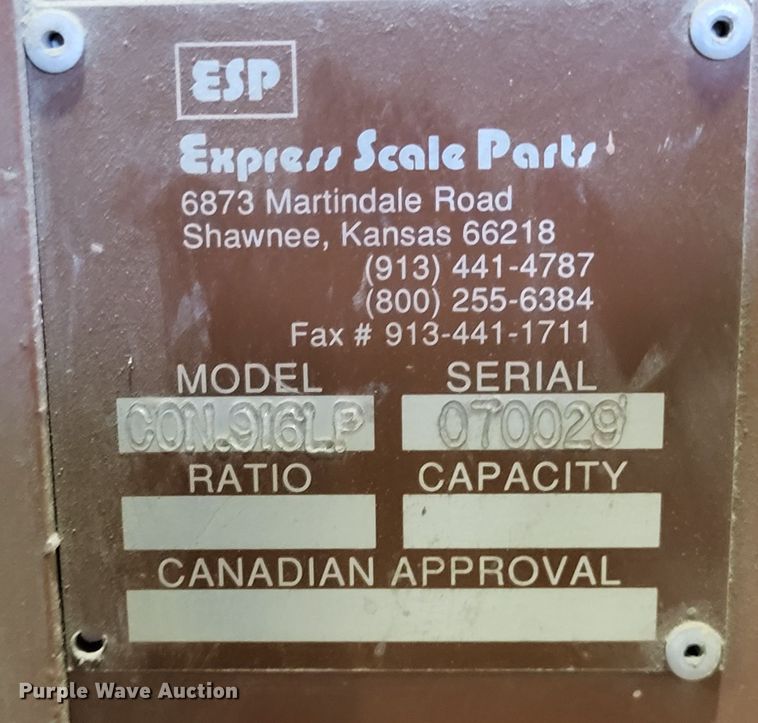 ESP
Express Scale Parts
6873 Martindale Road
Shawnee, Kansas 66218
(913) 441-4787
(800) 255-6384
Fax # 913-441-1711
MODEL SERIAL
CON.916LP 070029
RATIO CAPACITY
CANADIAN APPROVAL
Purple Wave Auction